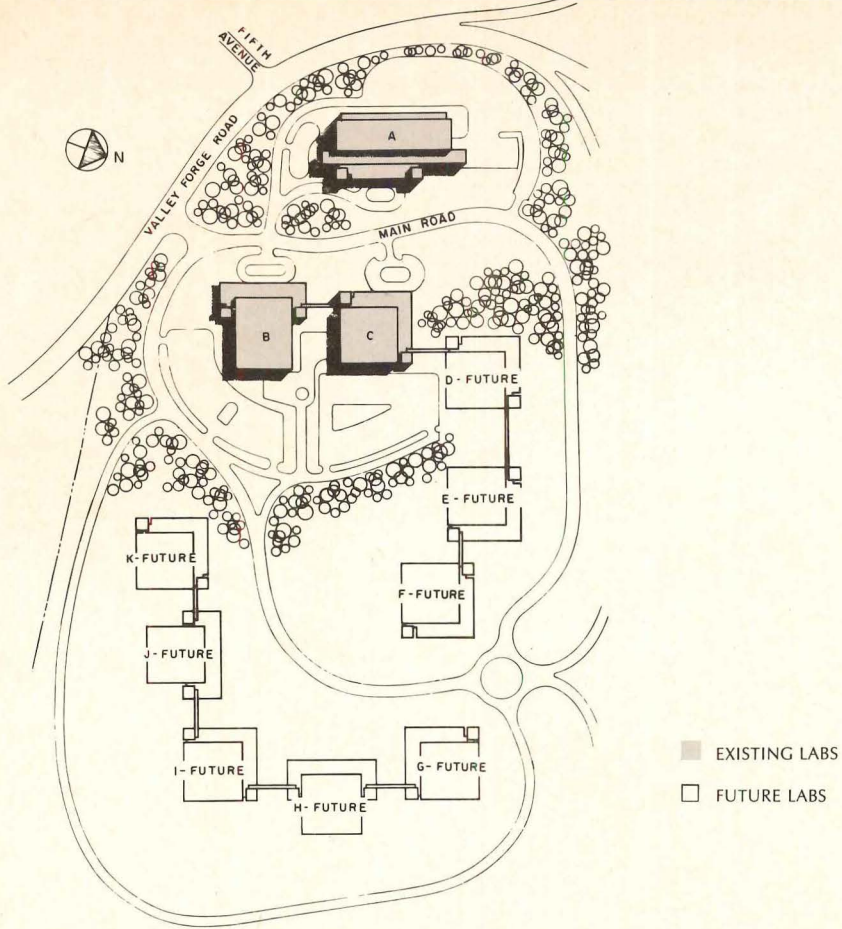 FIFTH
AVENUE
VALLEY FORGE ROAD
N
A
MAIN ROAD
B
C
D-FUTURE
E-FUTURE
K-FUTURE
F-FUTURE
J-FUTURE
I-FUTURE
G-FUTURE
H-FUTURE
EXISTING LABS
FUTURE LABS